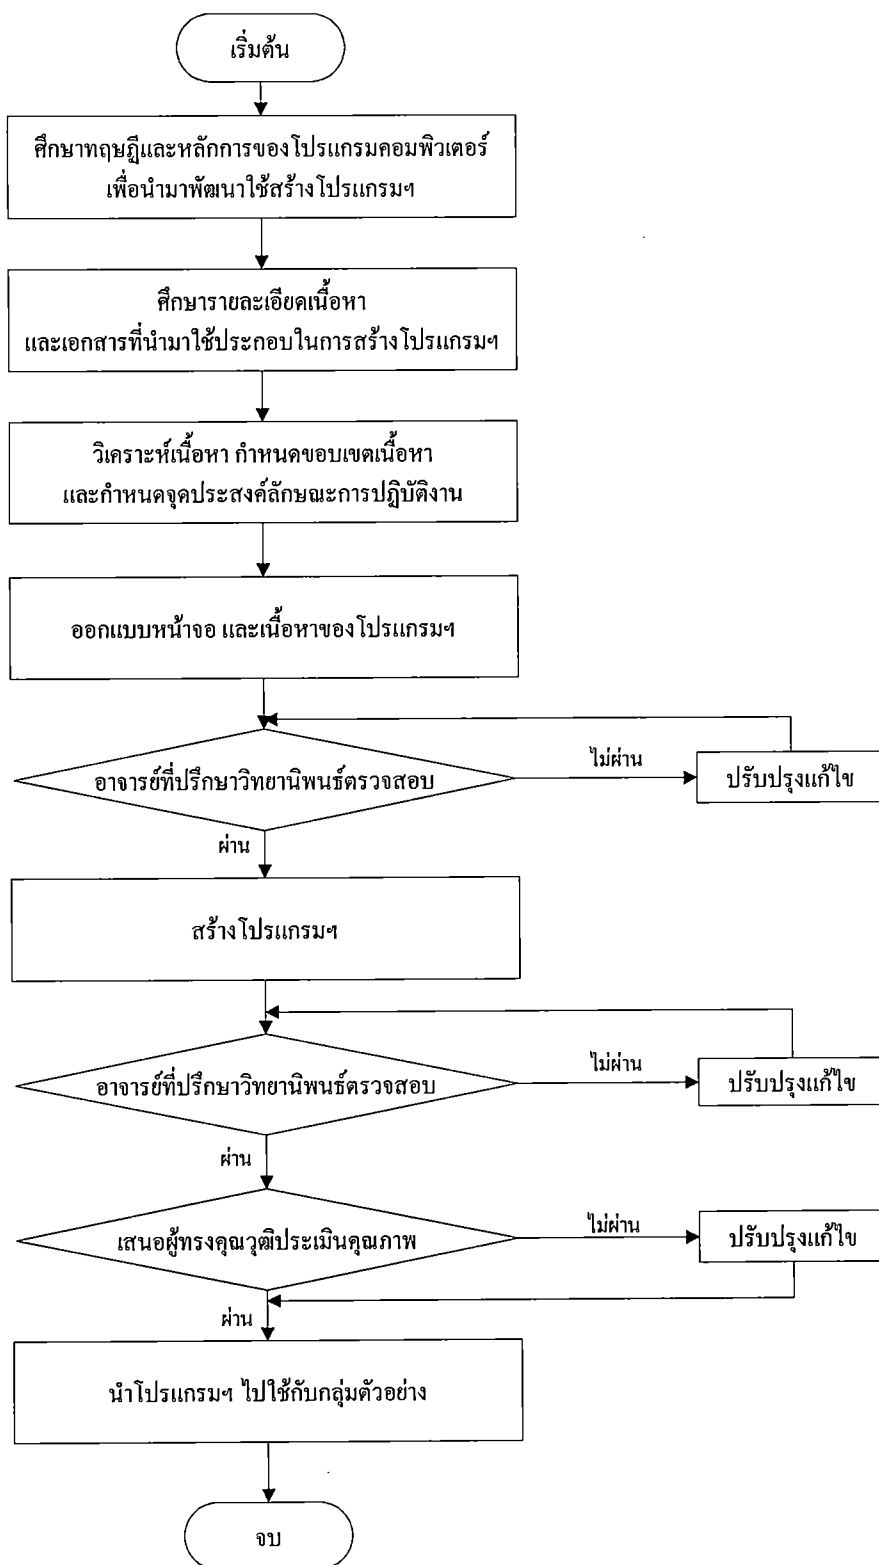 เริ่มต้น
ศึกษาทฤษฎีและหลักการของโปรแกรมคอมพิวเตอร์
เพื่อนำมาพัฒนาใช้สร้างโปรแกรมฯ
ศึกษารายละเอียดเนื้อหา
และเอกสารที่นำมาใช้ประกอบในการสร้างโปรแกรมฯ
วิเคราะห์เนื้อหา กำหนดขอบเขตเนื้อหา
และกำหนดจุดประสงค์ลักษณะการปฏิบัติงาน
ออกแบบหน้าจอ และเนื้อหาของโปรแกรมฯ
อาจารย์ที่ปรึกษาวิทยานิพนธ์ตรวจสอบ
ไม่ผ่าน
ปรับปรุงแก้ไข
ผ่าน
สร้างโปรแกรมฯ
อาจารย์ที่ปรึกษาวิทยานิพนธ์ตรวจสอบ
ไม่ผ่าน
ปรับปรุงแก้ไข
ผ่าน
เสนอผู้ทรงคุณวุฒิประเมินคุณภาพ
ไม่ผ่าน
ปรับปรุงแก้ไข
ผ่าน
นำโปรแกรมฯ ไปใช้กับกลุ่มตัวอย่าง
จบ